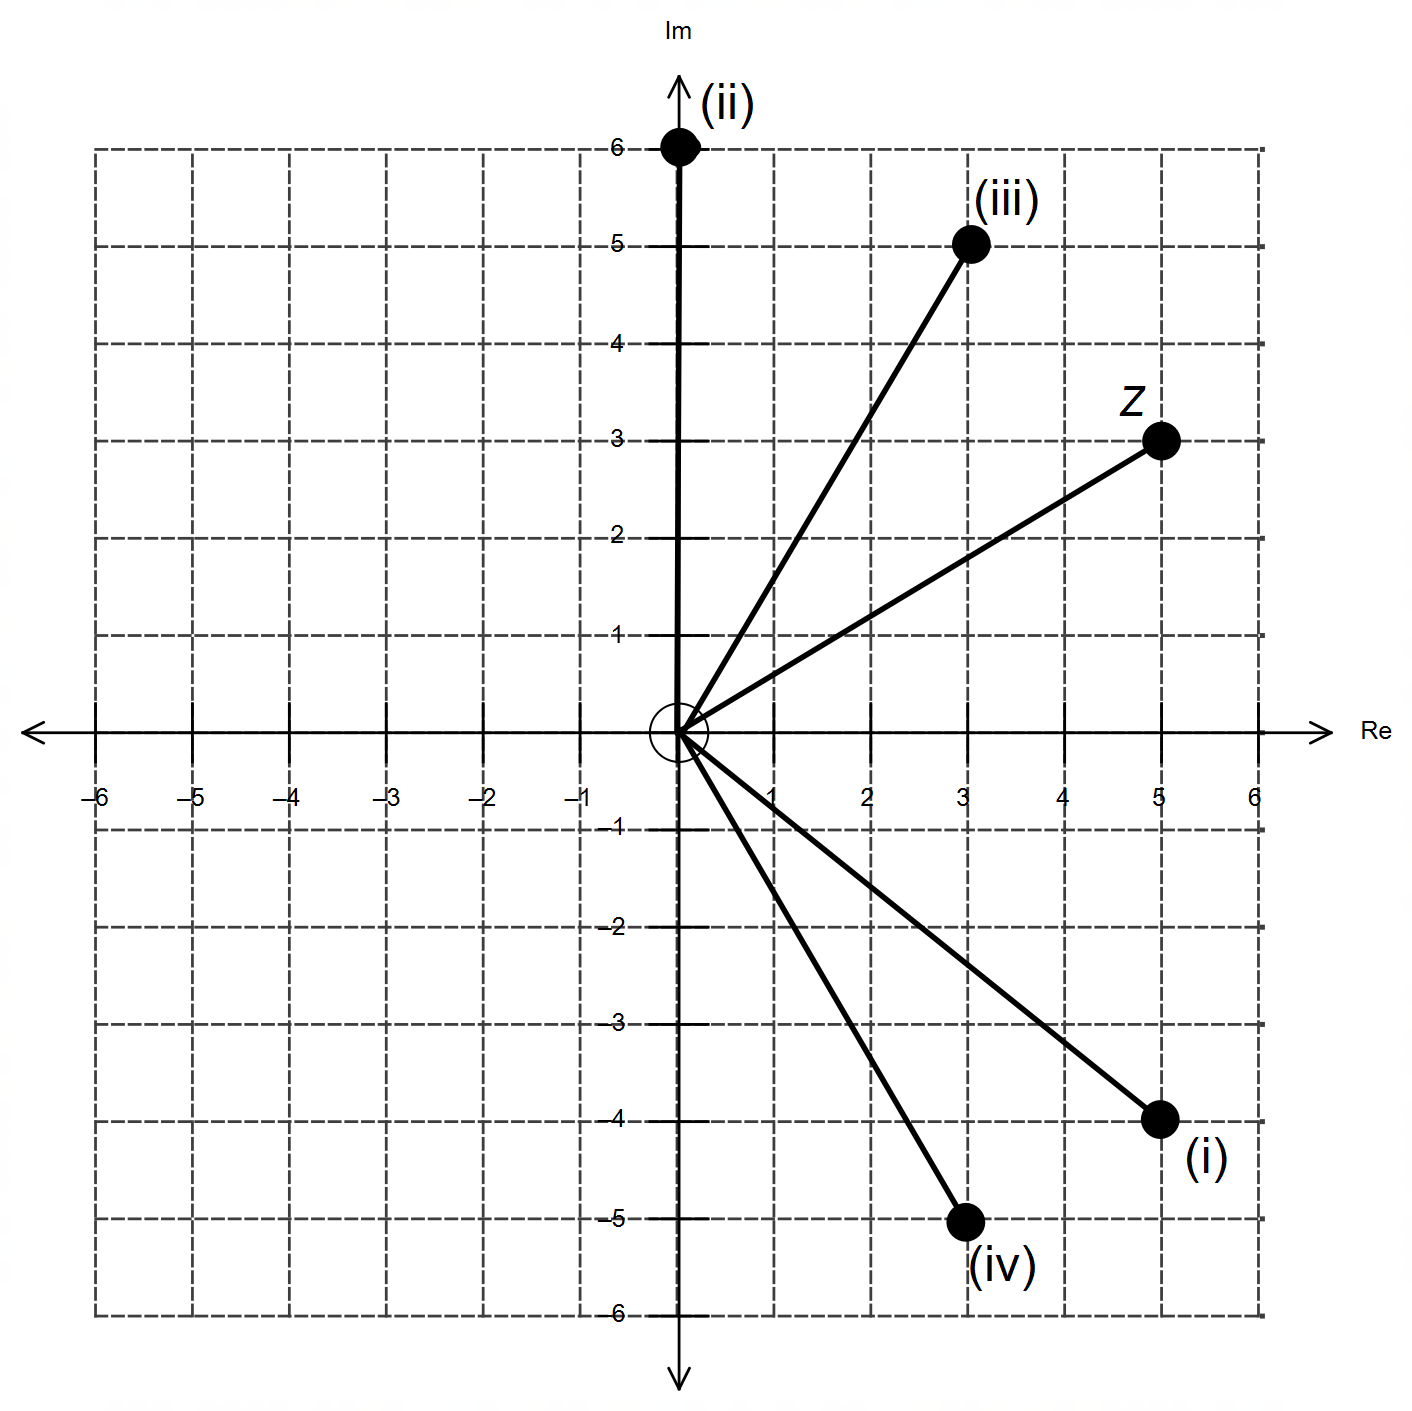 Im
(ii)
6
(iii)
5
4
z
3
2
1
Re
–6 –5 –4 –3 –2 –1 1 2 3 4 5 6
–1
–2
–3
–4
(i)
–5
(iv)
–6